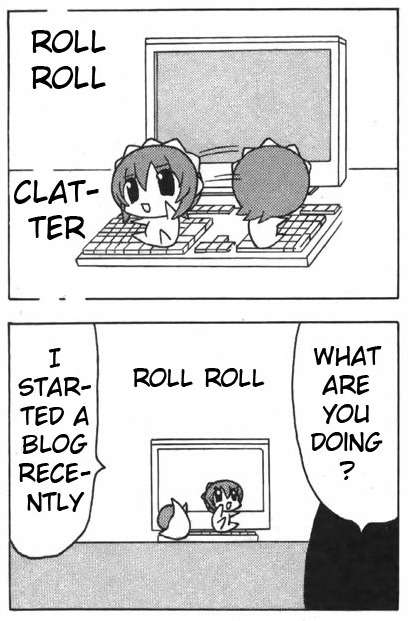 ROLL
ROLL
CLAT-
TER
WHAT
ARE
YOU
DOING
?
ROLL ROLL
I
STAR-
TED A
BLOG
RECE-
NTLY